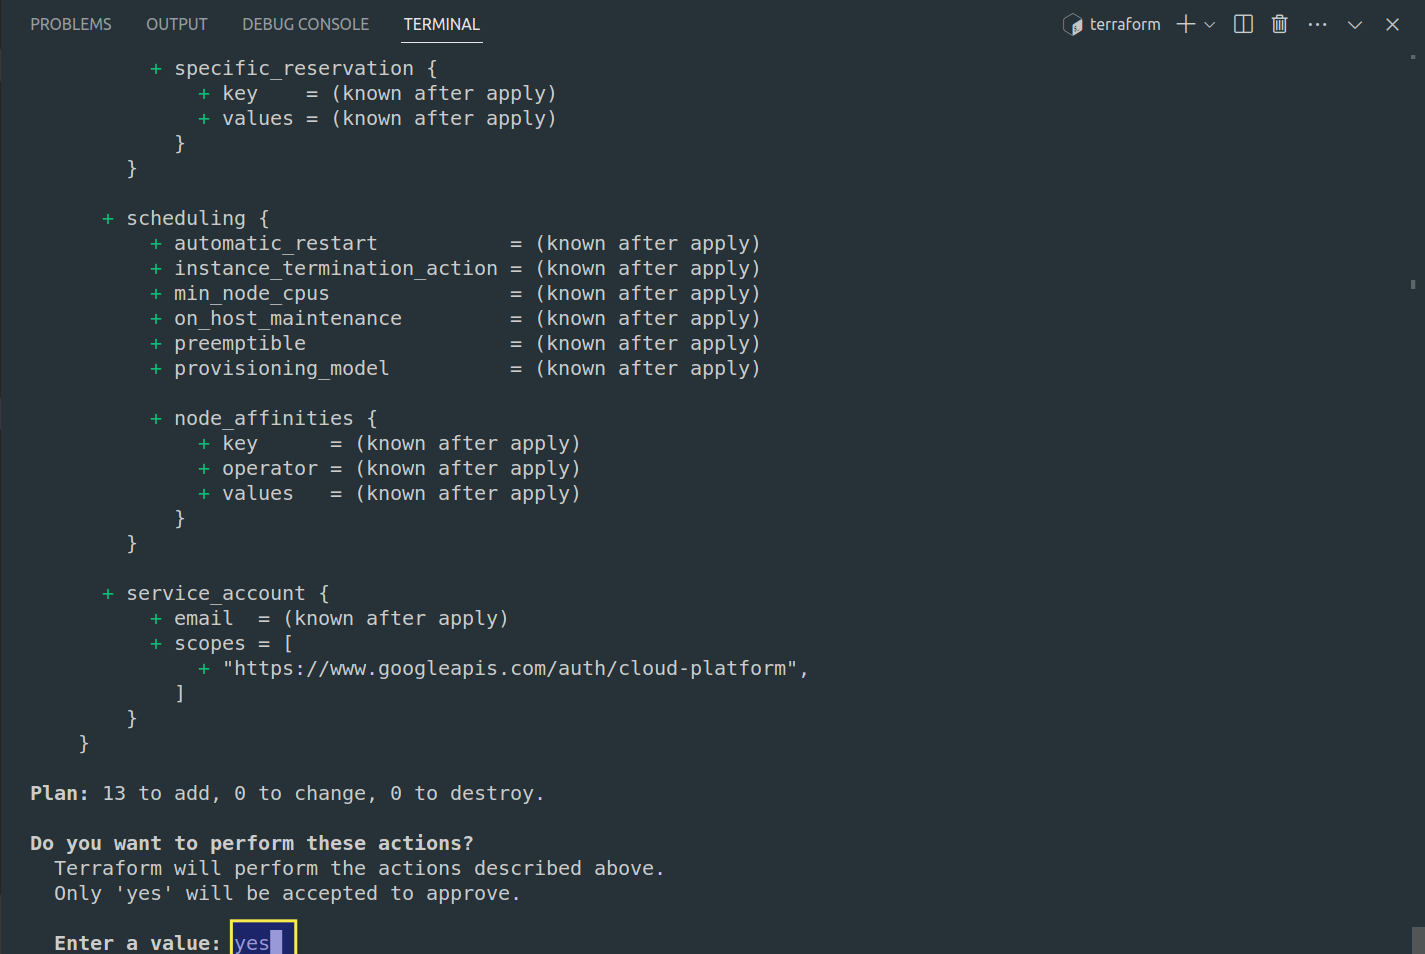 PROBLEMS OUTPUT DEBUG CONSOLE TERMINAL terraform
+ specific_reservation {
+ key    = (known after apply)
+ values = (known after apply)
}
}
+ scheduling {
+ automatic_restart           = (known after apply)
+ instance_termination_action = (known after apply)
+ min_node_cpus               = (known after apply)
+ on_host_maintenance         = (known after apply)
+ preemptible                 = (known after apply)
+ provisioning_model          = (known after apply)
+ node_affinities {
+ key      = (known after apply)
+ operator = (known after apply)
+ values   = (known after apply)
}
}
+ service_account {
+ email  = (known after apply)
+ scopes = [
+ "https://www.googleapis.com/auth/cloud-platform",
]
}
}
Plan: 13 to add, 0 to change, 0 to destroy.
Do you want to perform these actions?
Terraform will perform the actions described above.
Only 'yes' will be accepted to approve.
Enter a value: yes